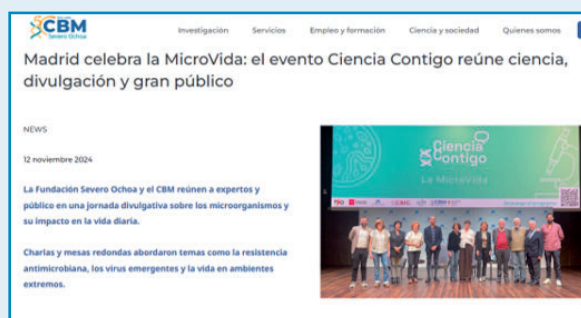 CBM
Severo Ochoa
Investigación
Servicios
Empleo y formación
Ciencia y sociedad
Quienes somos
Madrid celebra la MicroVida: el evento Ciencia Contigo reúne ciencia,
divulgación y gran público
NEWS
12 noviembre 2024
La Fundación Severo Ochoa y el CBM reúnen a expertos y
público en una jornada divulgativa sobre los microorganismos y
su impacto en la vida diaria.
Charlas y mesas redondas abordaron temas como la resistencia
antimicrobiana, los virus emergentes y la vida en ambientes
extremos.
Ciencia
Contigo
La MicroVida